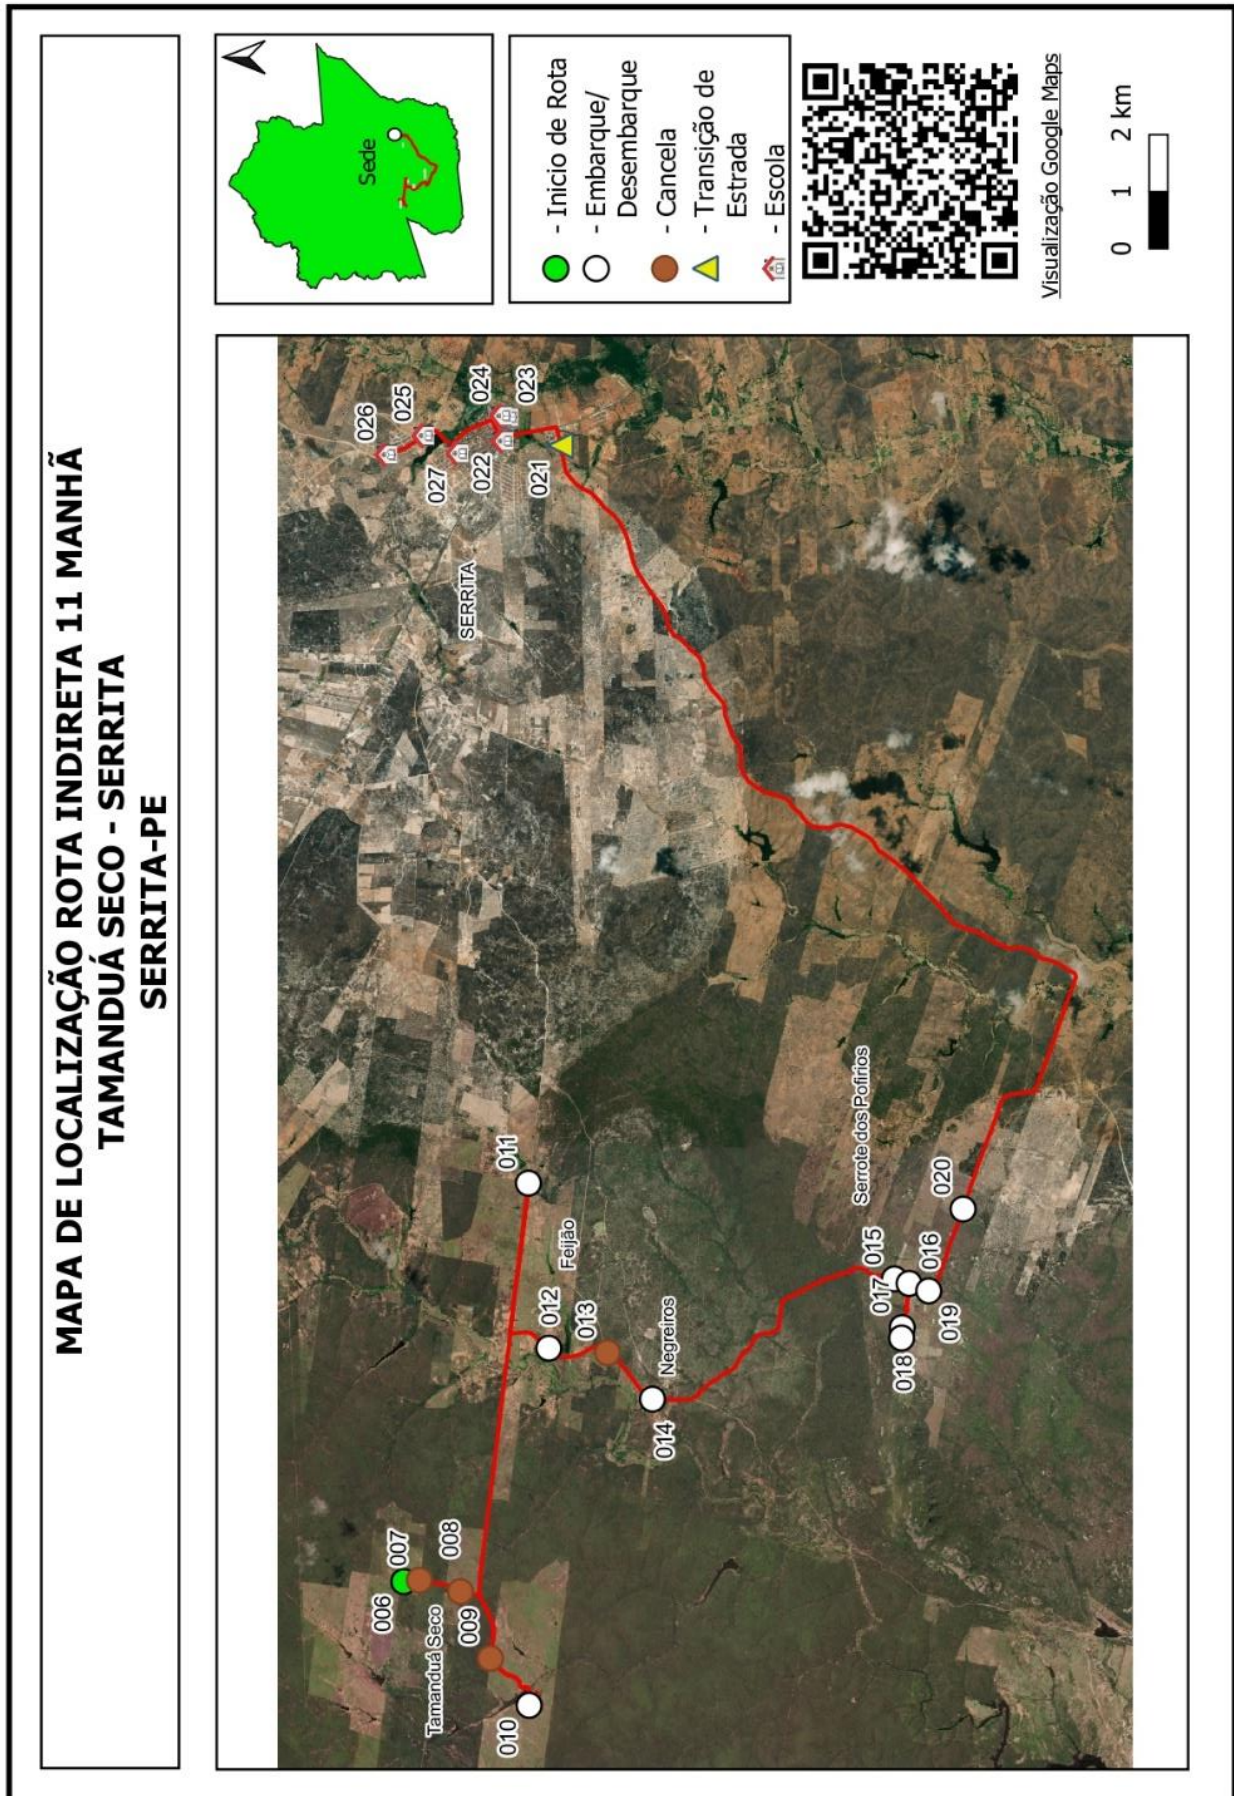 MAPA DE LOCALIZAÇÃO ROTA INDIRETA 11 MANHÃ
TAMANDUÁ SECO - SERRITA
SERRITA-PE
Sede
- Inicio de Rota
- Embarque/
Desembarque
- Cancela
- Transição de
Estrada
- Escola
Visualização Google Maps
0 1 2 km
026
025
024
023
027
022
021
SERRITA
011
Feijão
012
013
Negreiros
014
Serrote dos Pofirios
015
017
016
018
019
020
006
007
008
Tamanduá Seco
009
010